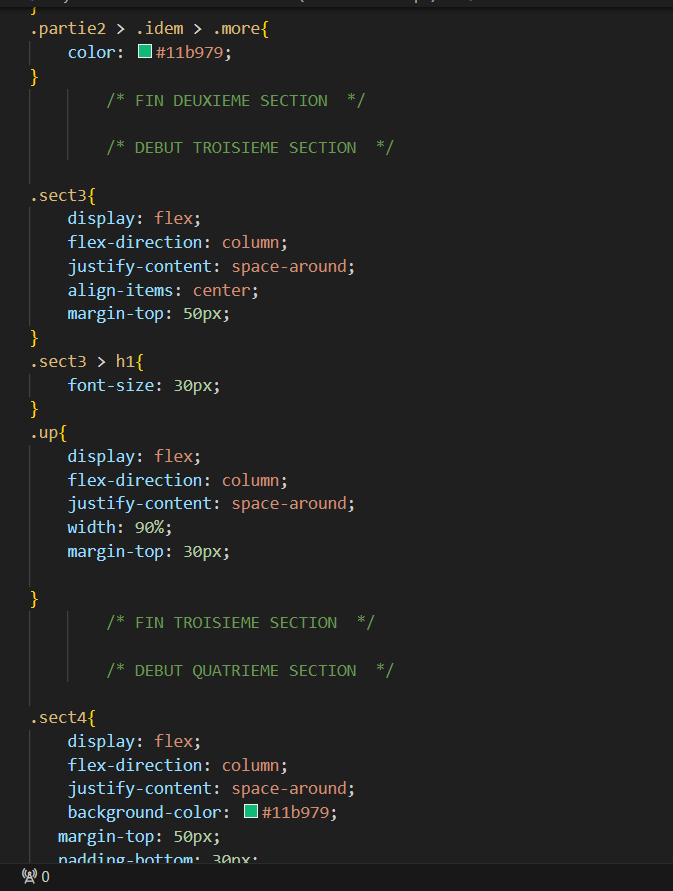 }
.partie2 > .idem > .more{
color: #11b979;
}
/* FIN DEUXIEME SECTION  */
/* DEBUT TROISIEME SECTION  */
.sect3{
display: flex;
flex-direction: column;
justify-content: space-around;
align-items: center;
margin-top: 50px;
}
.sect3 > h1{
font-size: 30px;
}
.up{
display: flex;
flex-direction: column;
justify-content: space-around;
width: 90%;
margin-top: 30px;
}
/* FIN TROISIEME SECTION  */
/* DEBUT QUATRIEME SECTION  */
.sect4{
display: flex;
flex-direction: column;
justify-content: space-around;
background-color: #11b979;
margin-top: 50px;
padding-bottom: 30px;
0